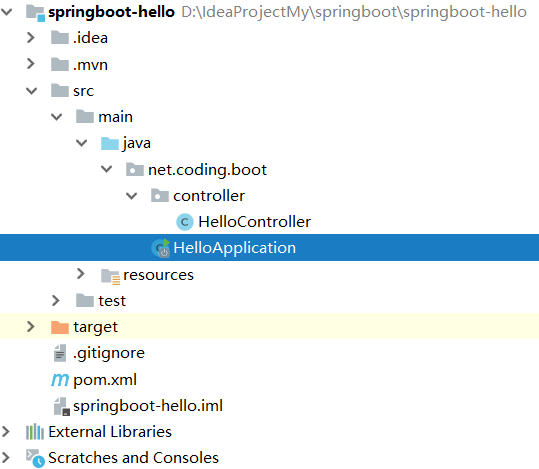 springboot-hello D:\IdeaProjectMy\springboot\springboot-hello
.idea
.mvn
src
main
java
net.coding.boot
controller
C HelloController
HelloApplication
resources
test
target
.gitignore
m pom.xml
springboot-hello.iml
External Libraries
Scratches and Consoles